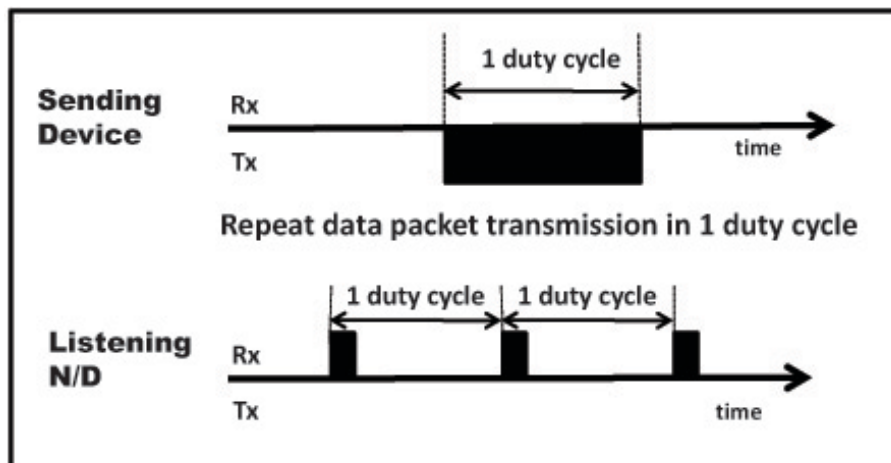 1 duty cycle
Sending
Device
Rx
Tx
time
Repeat data packet transmission in 1 duty cycle
1 duty cycle
1 duty cycle
Listening
N/D
Rx
Tx
time